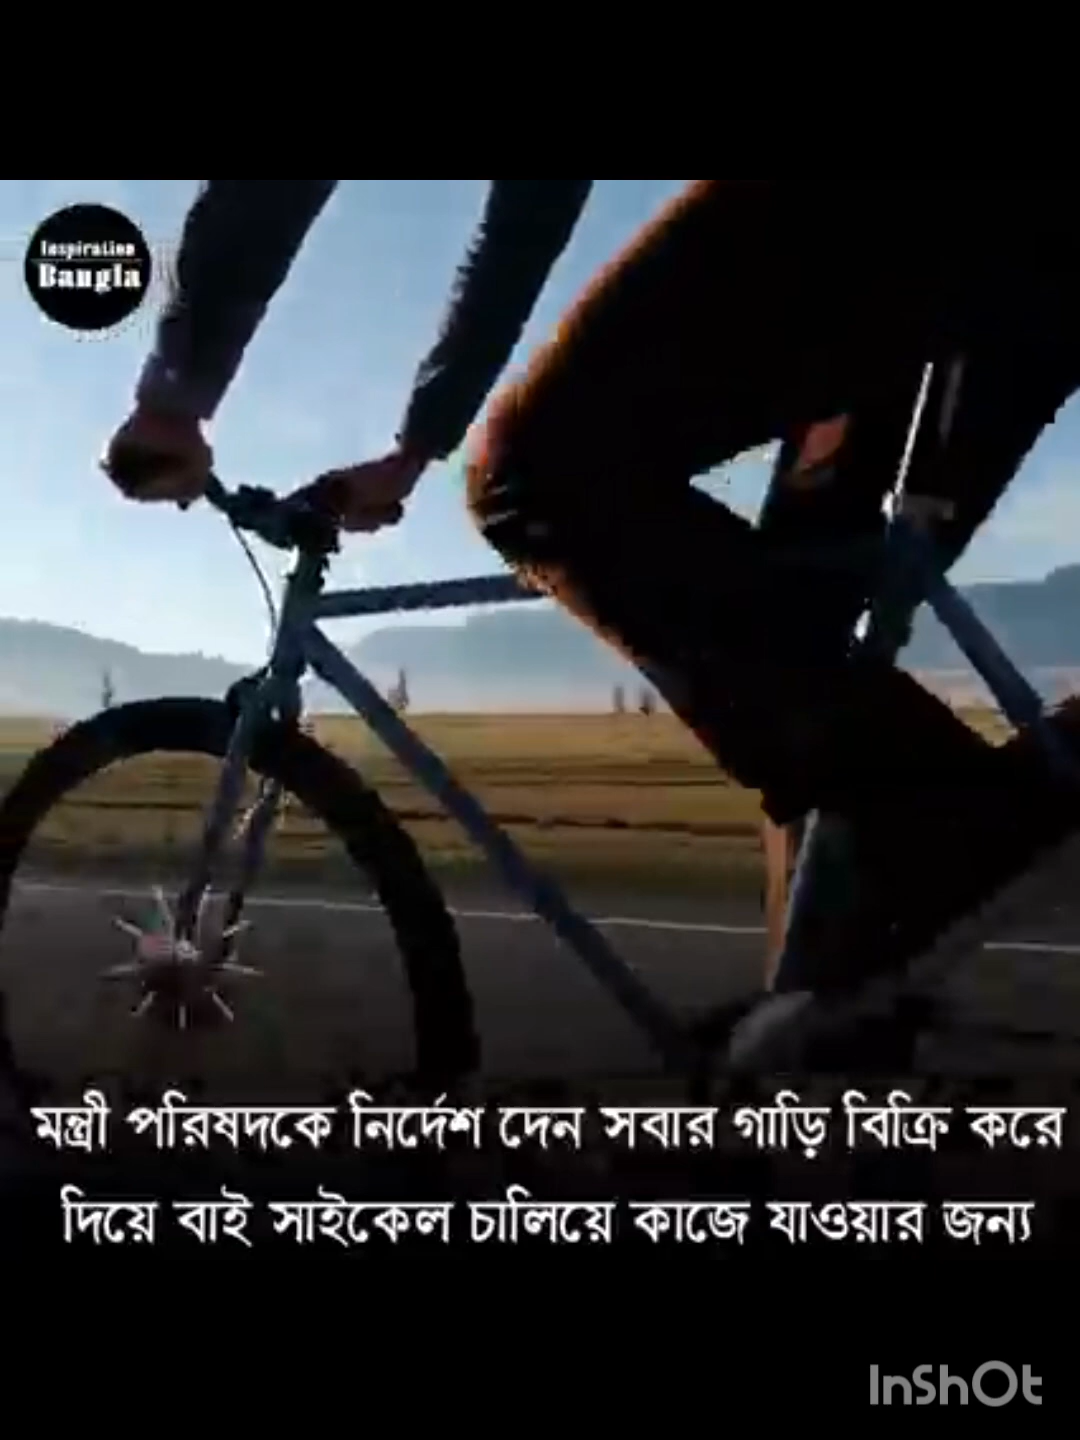 Inspiration
Bangla
মন্ত্রী পরিষদকে নির্দেশ দেন সবার গাড়ি বিক্রি করে
দিয়ে বাই সাইকেল চালিয়ে কাজে যাওয়ার জন্য
InShOt